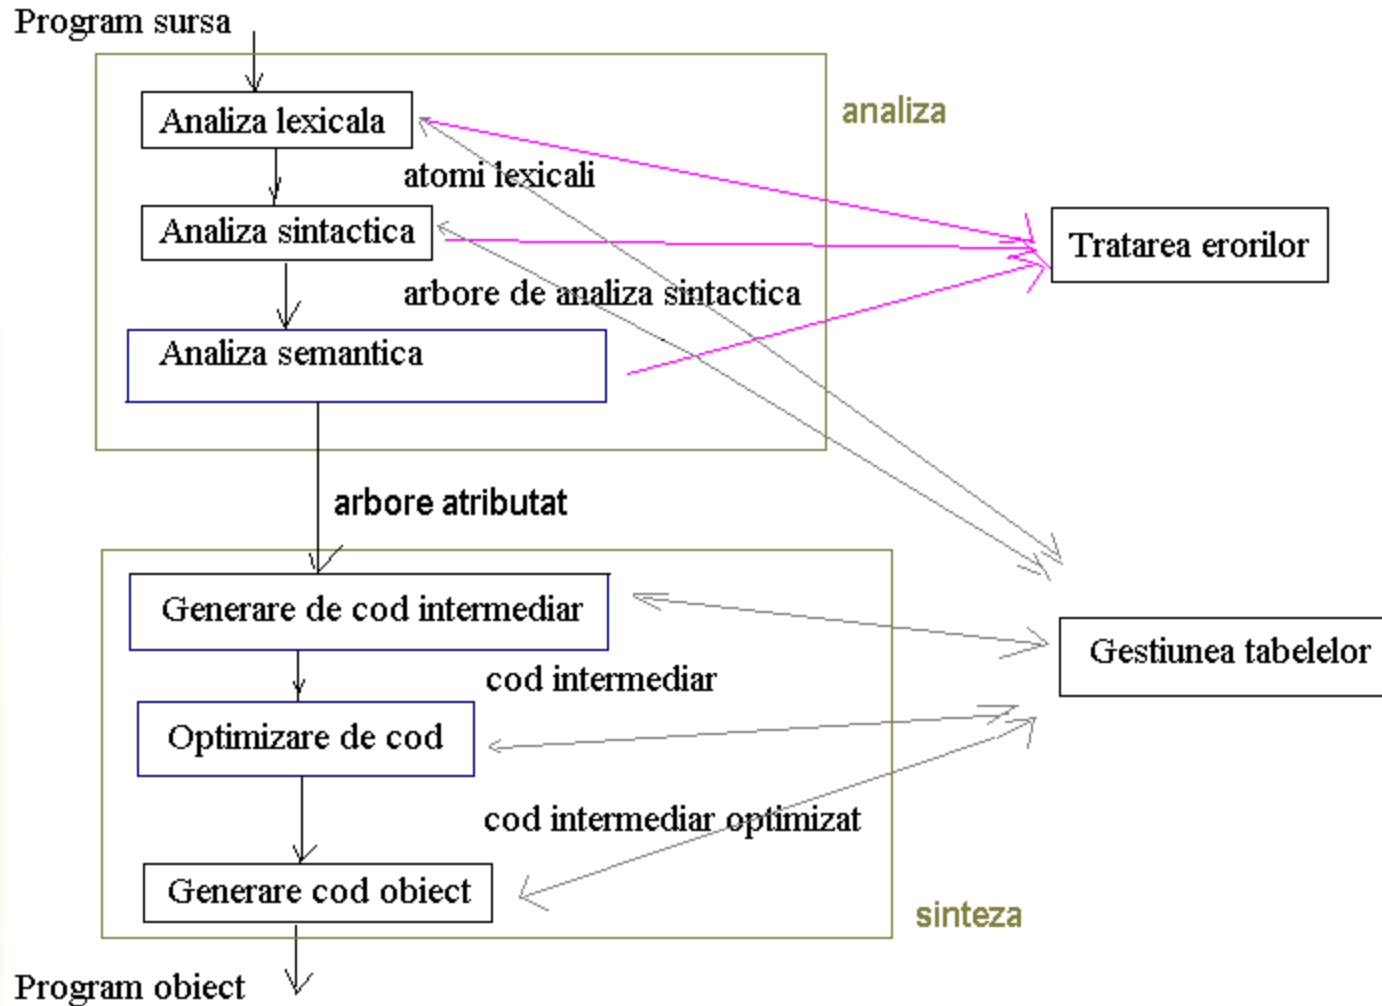 Program sursa
analiza
Analiza lexicala
atomi lexicali
Analiza sintactica
Tratarea erorilor
arbore de analiza sintactica
Analiza semantica
arbore atributat
Generare de cod intermediar
Gestiunea tabelelor
cod intermediar
Optimizare de cod
cod intermediar optimizat
Generare cod obiect
sinteza
Program obiect